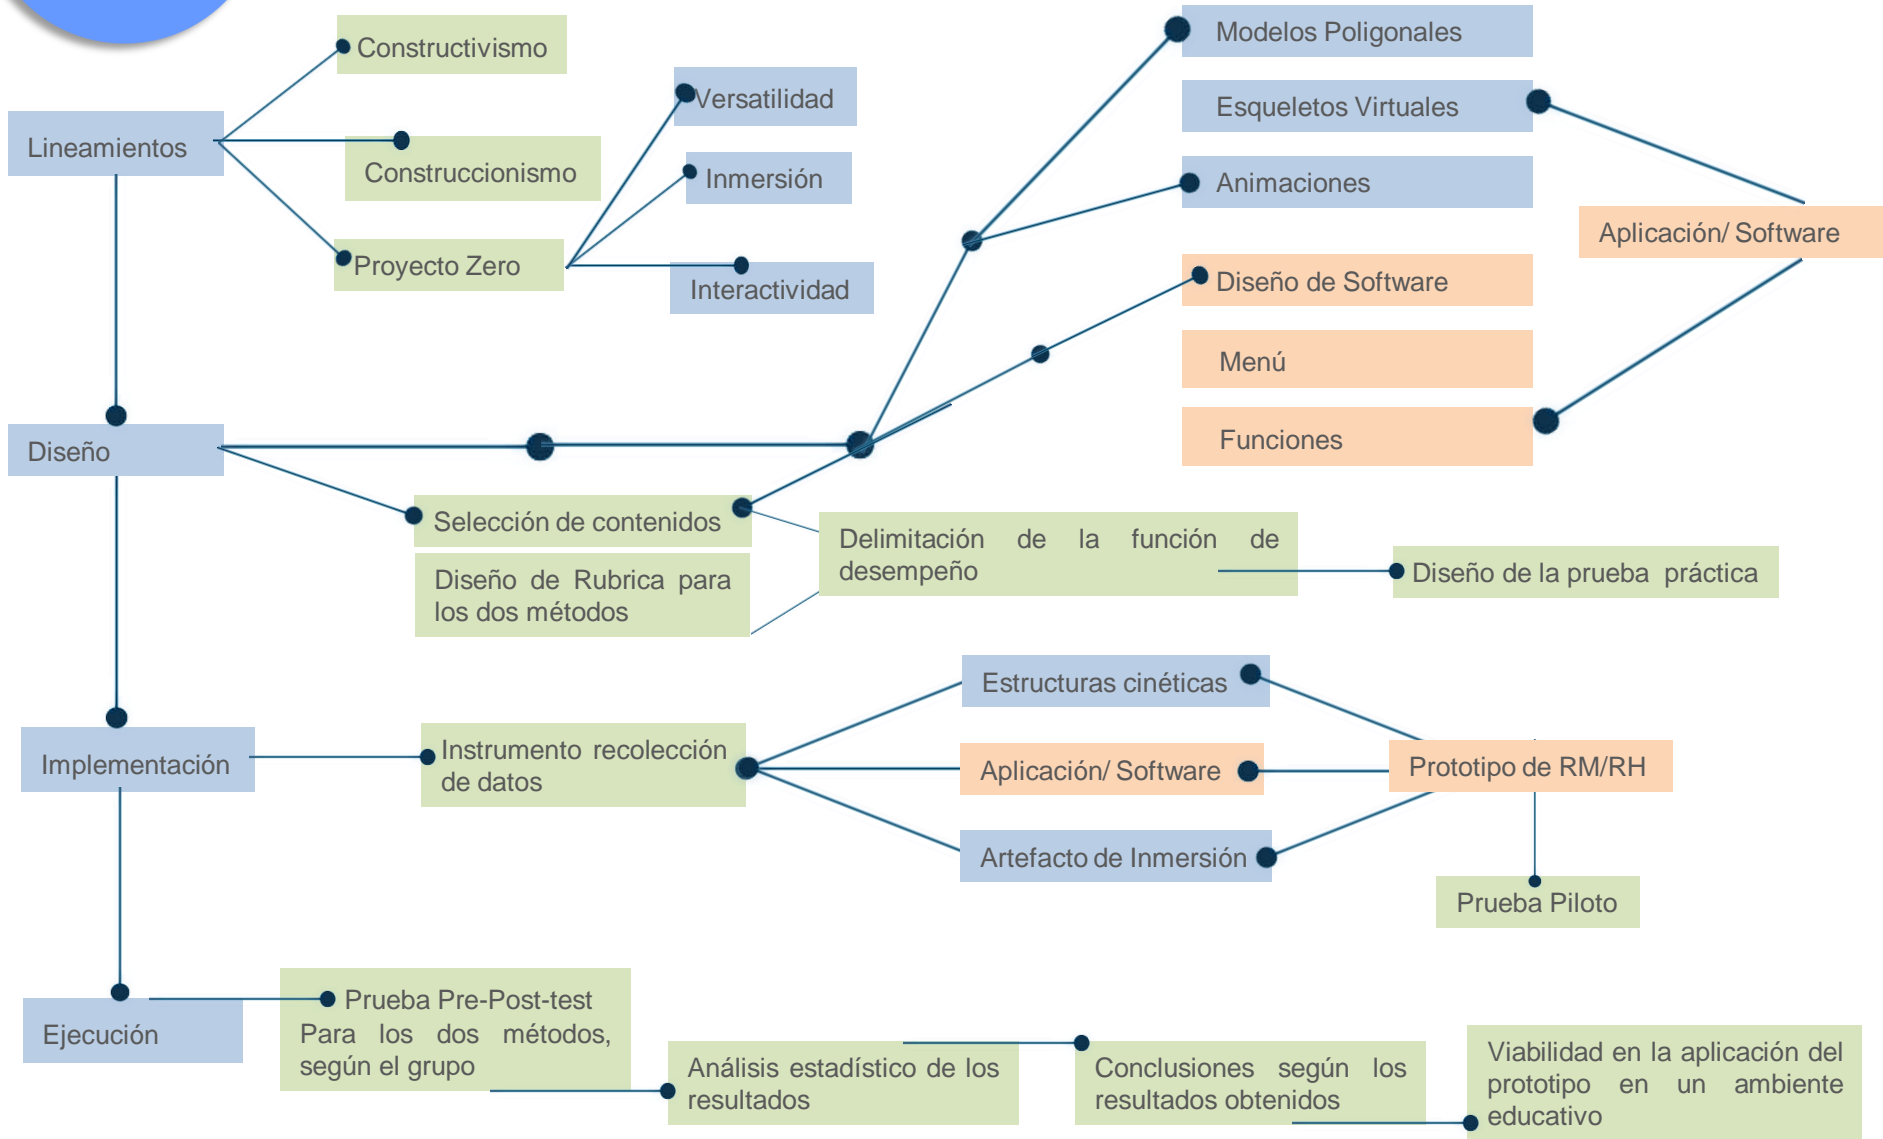 Constructivismo
Lineamientos
Construccionismo
Proyecto Zero
Versatilidad
Inmersión
Interactividad
Modelos Poligonales
Esqueletos Virtuales
Animaciones
Diseño de Software
Menú
Funciones
Aplicación/ Software
Diseño
Selección de contenidos
Diseño de Rubrica para
los dos métodos
Delimitación de la función de
desempeño
Diseño de la prueba práctica
Implementación
Instrumento recolección
de datos
Estructuras cinéticas
Aplicación/ Software
Artefacto de Inmersión
Prototipo de RM/RH
Prueba Piloto
Ejecución
Prueba Pre-Post-test
Para los dos métodos,
según el grupo
Análisis estadístico de los
resultados
Conclusiones según los
resultados obtenidos
Viabilidad en la aplicación del
prototipo en un ambiente
educativo